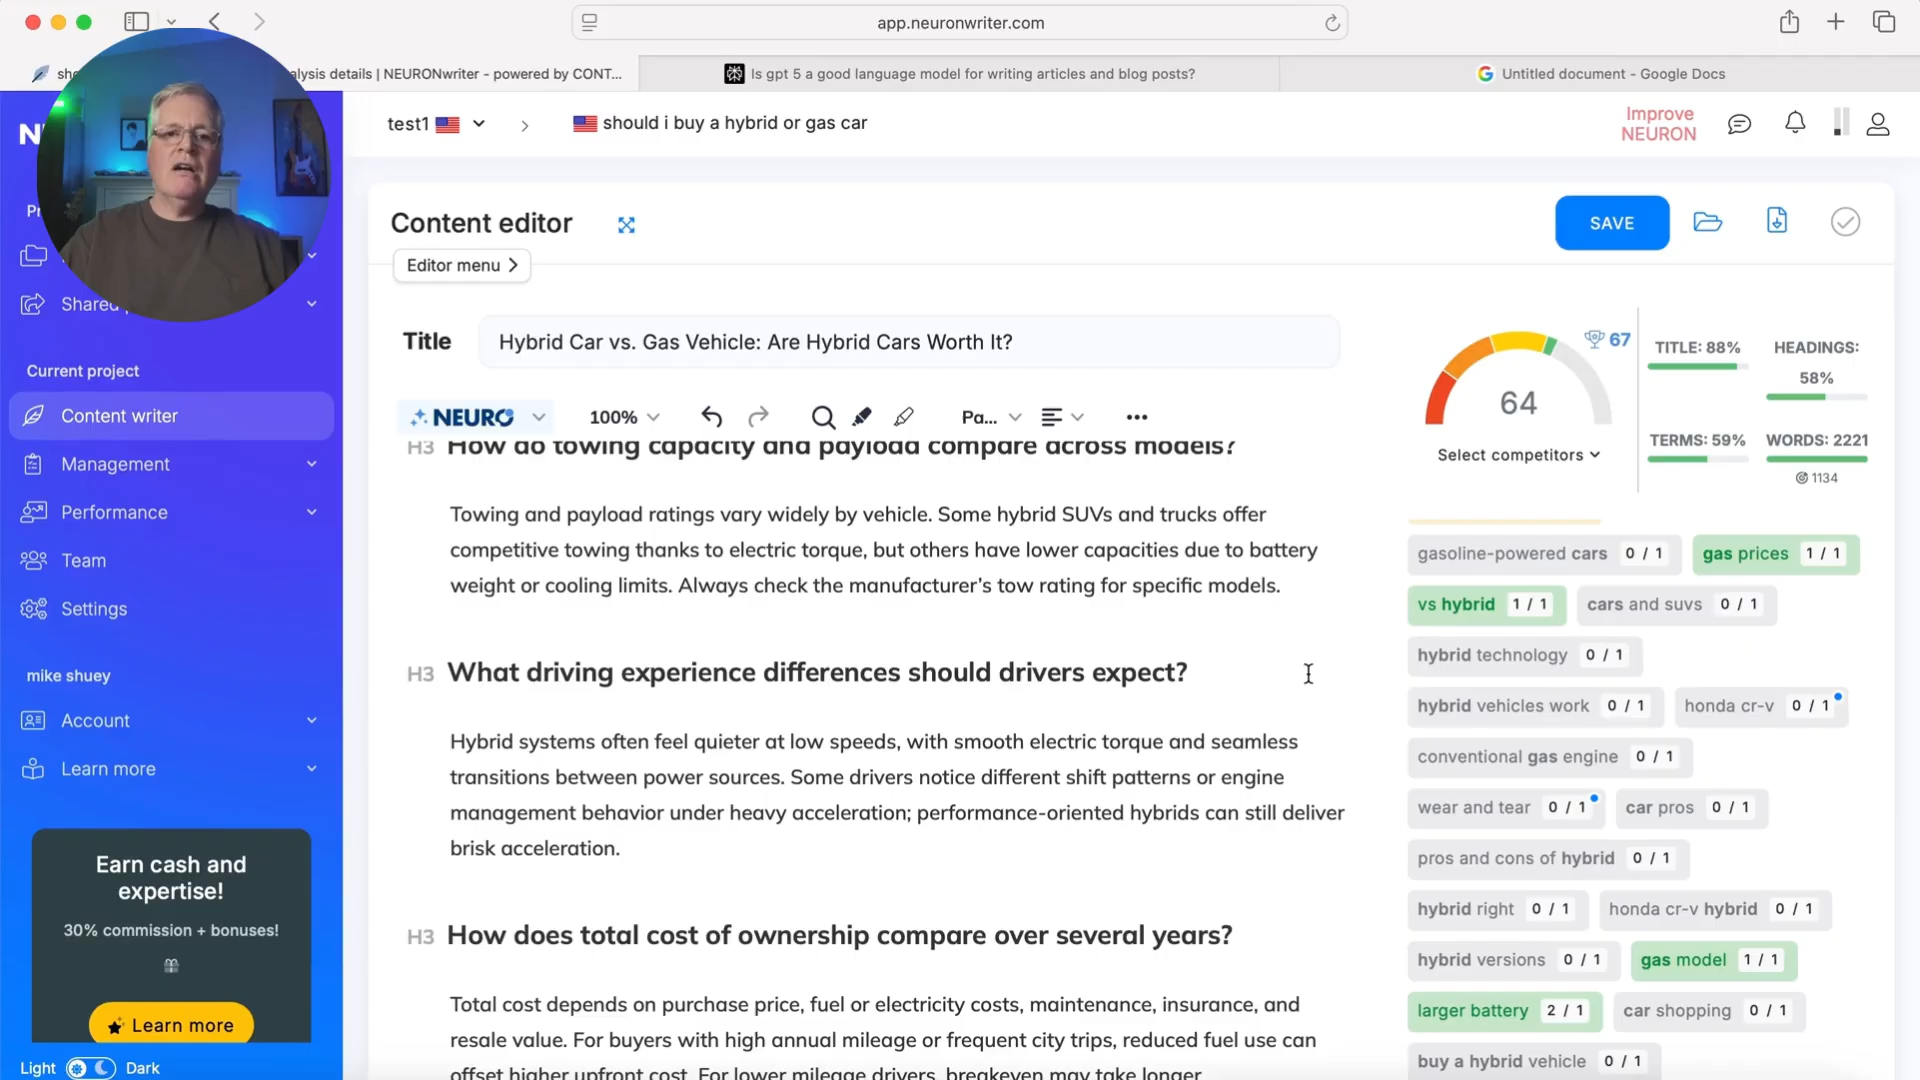 app.neuronwriter.com
alysis details | NEURONwriter - powered by CONT...
Is gpt 5 a good language model for writing articles and blog posts?
Untitled document - Google Docs
test1
should i buy a hybrid or gas car
Improve
NEURON
Content editor
SAVE
Editor menu
Shared
Current project
Content writer
Management
Performance
Team
Settings
mike shuey
Account
Learn more
Earn cash and
expertise!
30% commission + bonuses!
Learn more
Light Dark
Title Hybrid Car vs. Gas Vehicle: Are Hybrid Cars Worth It?
NEURO 100% Pa... •••
H3 How do towing capacity and payload compare across models?
Towing and payload ratings vary widely by vehicle. Some hybrid SUVs and trucks offer
competitive towing thanks to electric torque, but others have lower capacities due to battery
weight or cooling limits. Always check the manufacturer's tow rating for specific models.
H3 What driving experience differences should drivers expect?
Hybrid systems often feel quieter at low speeds, with smooth electric torque and seamless
transitions between power sources. Some drivers notice different shift patterns or engine
management behavior under heavy acceleration; performance-oriented hybrids can still deliver
brisk acceleration.
H3 How does total cost of ownership compare over several years?
Total cost depends on purchase price, fuel or electricity costs, maintenance, insurance, and
resale value. For buyers with high annual mileage or frequent city trips, reduced fuel use can
offset higher upfront cost. For lower mileage drivers, breakeven may take longer
67
64
Select competitors
TITLE: 88%
HEADINGS:
58%
TERMS: 59%
WORDS: 2221
1134
gasoline-powered cars 0 / 1
gas prices 1 / 1
vs hybrid 1 / 1
cars and suvs 0 / 1
hybrid technology 0 / 1
hybrid vehicles work 0 / 1
honda cr-v 0 / 1
conventional gas engine 0 / 1
wear and tear 0 / 1
car pros 0 / 1
pros and cons of hybrid 0 / 1
hybrid right 0 / 1
honda cr-v hybrid 0 / 1
hybrid versions 0 / 1
gas model 1 / 1
larger battery 2 / 1
car shopping 0 / 1
buy a hybrid vehicle 0 / 1